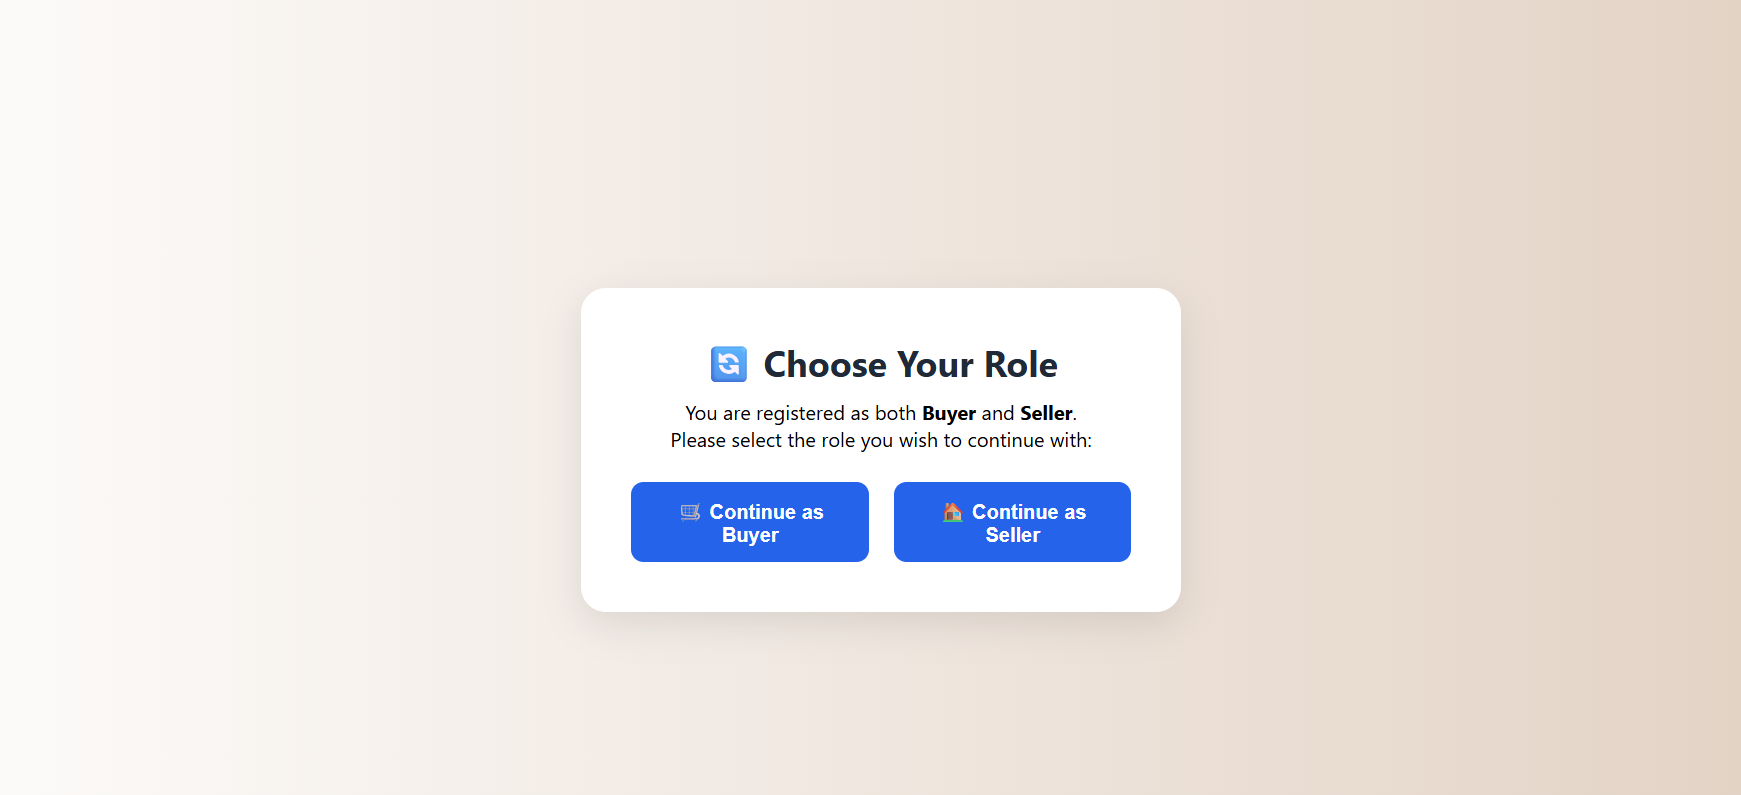 Choose Your Role
You are registered as both Buyer and Seller.
Please select the role you wish to continue with:
Continue as
Buyer
Continue as
Seller